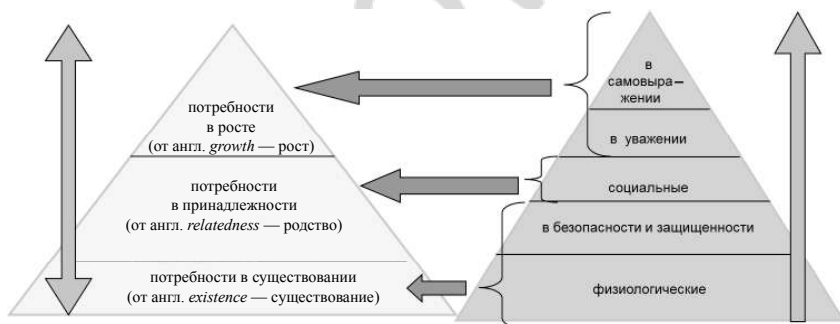 потребности
в росте
(от англ. growth — рост)
потребности
в принадлежности
(от англ. relatedness — родство)
потребности в существовании
(от англ. existence — существование)
в
самовыра–
жении
в уважении
социальные
в безопасности и защищенности
физиологические